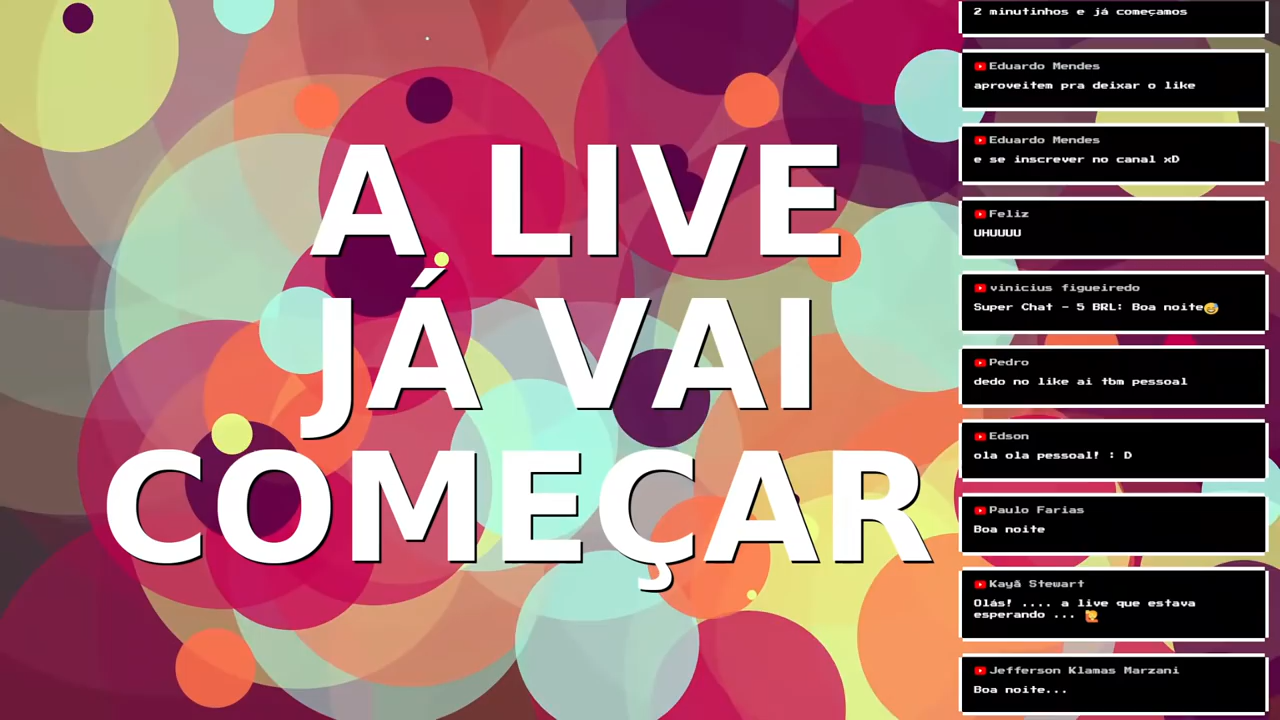 A LIVE
JÁ VAI
COMEÇAR
2 minutinhos e já começamos
Eduardo Mendes
aproveitem pra deixar o like
Eduardo Mendes
e se inscrever no canal xD
Feliz
UHUUUU
vinicius figueiredo
Super Chat - 5 BRL: Boa noite😅
Pedro
dedo no like ai tbm pessoal
Edson
ola ola pessoal! : D
Paulo Farias
Boa noite
Kayã Stewart
Olás! .... a live que estava
esperando ... 🙋
Jefferson Klamas Marzani
Boa noite...